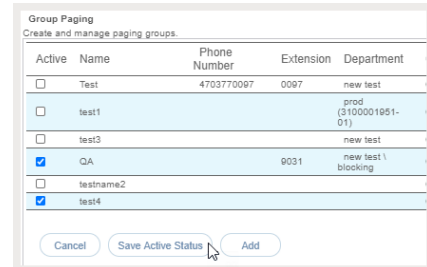 Group Paging
Create and manage paging groups.
Active Name Phone Number Extension Department
Test 4703770097 0097 new test
test1 prod (3100001951-01)
test3 new test
QA 9031 new test \ blocking
testname2
test4
Cancel Save Active Status Add